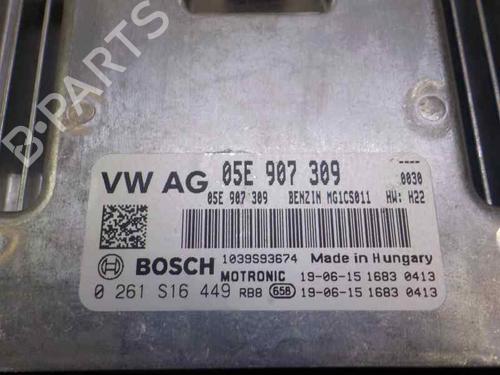 B-PARTS
----
VW AG 05E 907 309 0030
05E 907 309 BENZIN MG1CS011 HW: H22
1039S93674 Made in Hungary
BOSCH MOTRONIC 19-06-15 1683 0413
0 261 S16 449 RB8 658 19-06-15 1683 0413